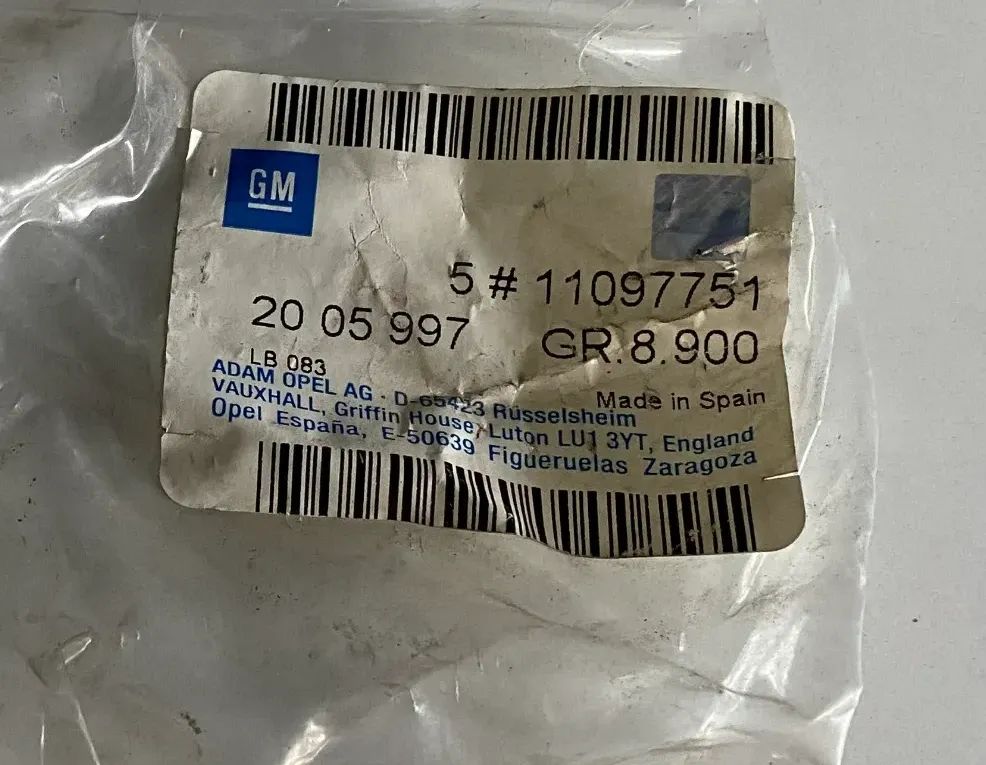 GM
5 # 11097751
20 05 997 GR.8.900
LB 083
Made in Spain
ADAM OPEL AG · D-65423 Rüsselsheim
VAUXHALL, Griffin House, Luton LU1 3YT, England
Opel España, E-50639 Figueruelas Zaragoza